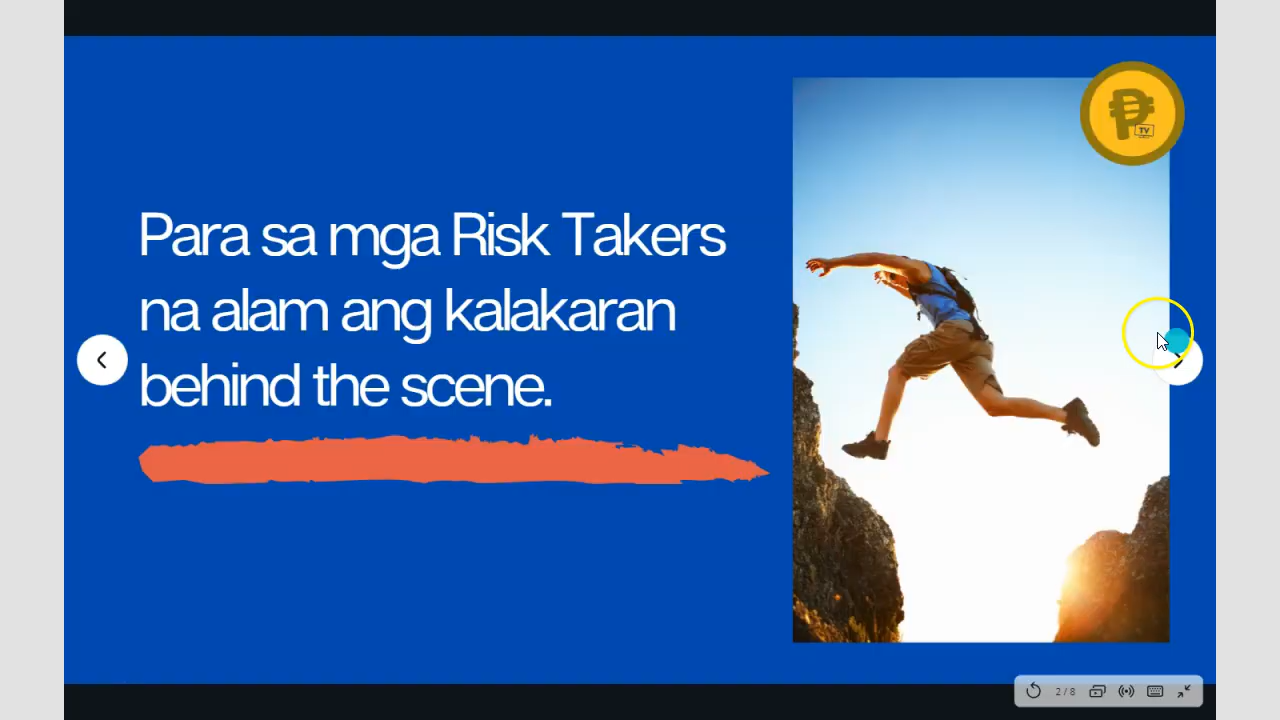 ₱
TV
Para sa mga Risk Takers
na alam ang kalakaran
behind the scene.
2 / 8